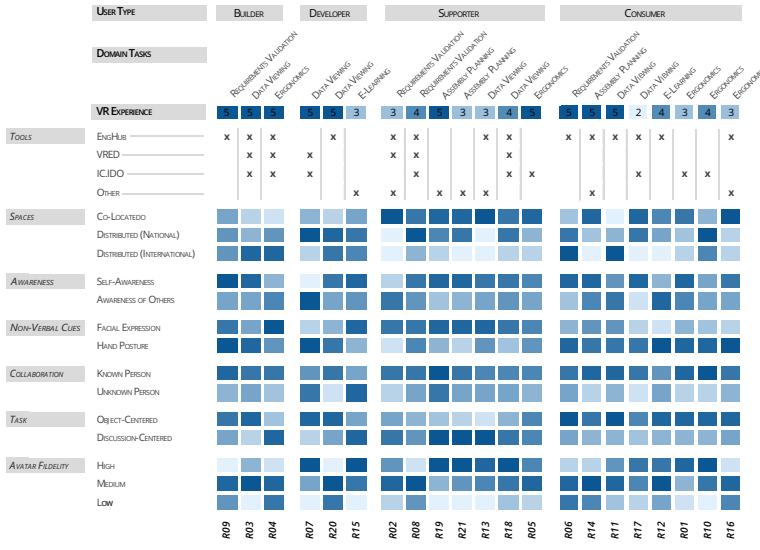 USER TYPE BUILDER DEVELOPER SUPPORTER CONSUMER
DOMAIN TASKS REQUIREMENTS VALIDATION DATA VIEWING ERGONOMICS DATA VIEWING DATA VIEWING E-LEARNING REQUIREMENTS VALIDATION REQUIREMENTS VALIDATION ASSEMBLY PLANNING ASSEMBLY PLANNING DATA VIEWING DATA VIEWING ERGONOMICS REQUIREMENTS VALIDATION ASSEMBLY PLANNING DATA VIEWING DATA VIEWING E-LEARNING ERGONOMICS ERGONOMICS ERGONOMICS
VR EXPERIENCE 5 5 5 5 5 3 3 4 5 3 3 4 5 5 5 5 2 4 3 4 3
TOOLS ENGHUB x x x x x x x x x x x x x x
VRED x x x x x x
IC.IDO x x x x x x x x
OTHER x x x x x x x
SPACES CO-LOCATEDO
DISTRIBUTED (NATIONAL)
DISTRIBUTED (INTERNATIONAL)
AWARENESS SELF-AWARENESS
AWARENESS OF OTHERS
NON-VERBAL CUES FACIAL EXPRESSION
HAND POSTURE
COLLABORATION KNOWN PERSON
UNKNOWN PERSON
TASK OBJECT-CENTERED
DISCUSSION-CENTERED
AVATAR FILDELITY HIGH
MEDIUM
LOW
R09 R03 R04 R07 R20 R15 R02 R08 R19 R21 R13 R18 R05 R06 R14 R11 R17 R12 R01 R10 R16